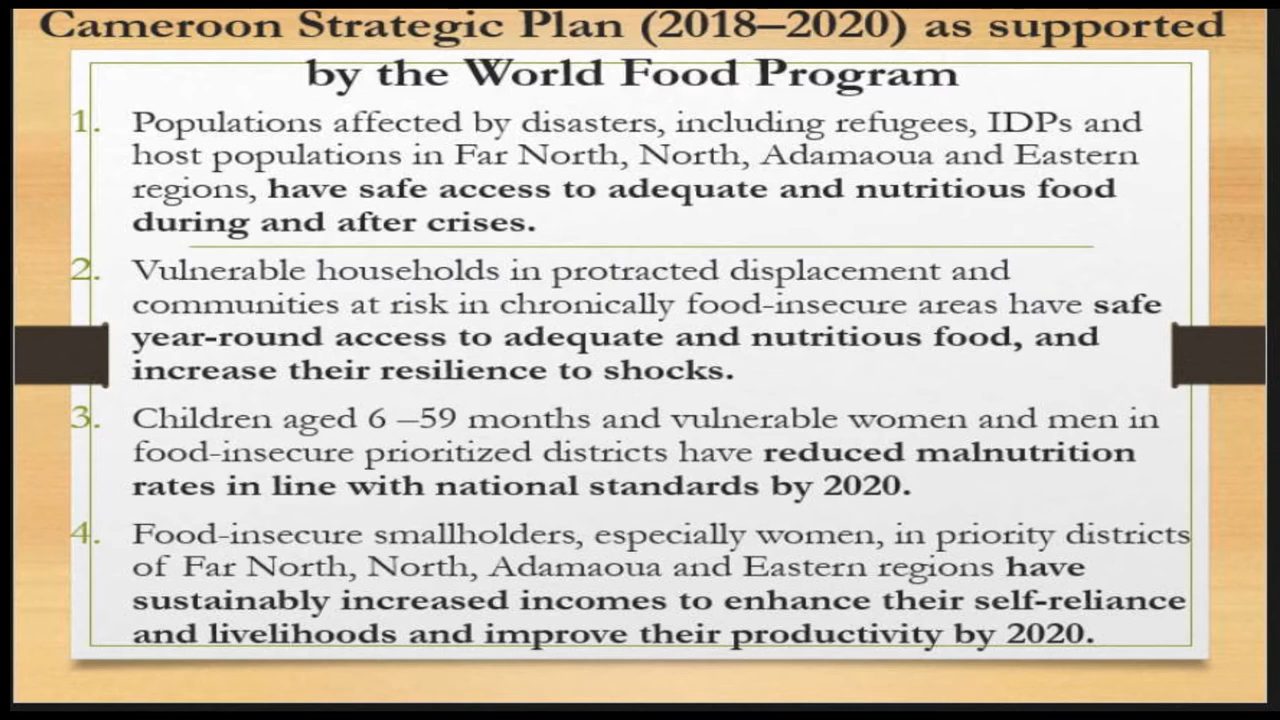 Cameroon Strategic Plan (2018–2020) as supported
by the World Food Program
1. Populations affected by disasters, including refugees, IDPs and
host populations in Far North, North, Adamaoua and Eastern
regions, have safe access to adequate and nutritious food
during and after crises.
2. Vulnerable households in protracted displacement and
communities at risk in chronically food-insecure areas have safe
year-round access to adequate and nutritious food, and
increase their resilience to shocks.
3. Children aged 6 –59 months and vulnerable women and men in
food-insecure prioritized districts have reduced malnutrition
rates in line with national standards by 2020.
4. Food-insecure smallholders, especially women, in priority districts
of Far North, North, Adamaoua and Eastern regions have
sustainably increased incomes to enhance their self-reliance
and livelihoods and improve their productivity by 2020.